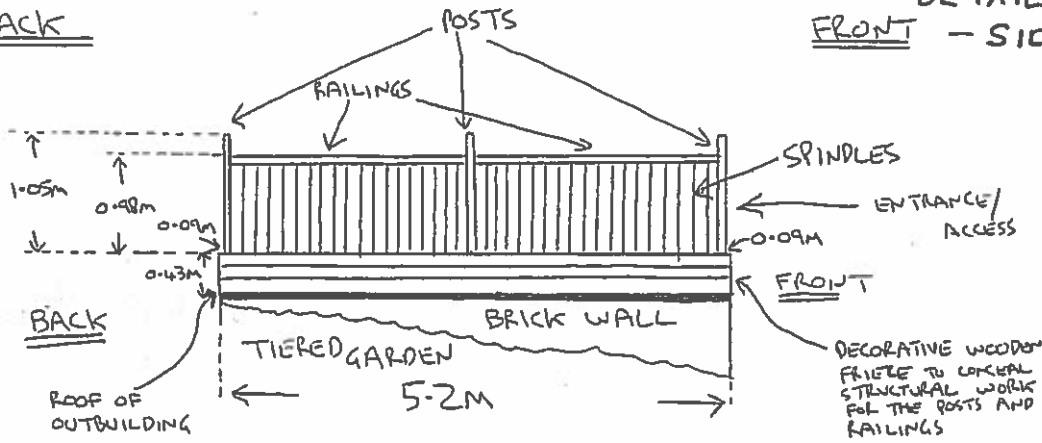 ACK
POSTS
FRONT - SID
RAILINGS
SPINDLES
1.05M
0.98M
ENTRANCE/
ACCESS
0.09M
0.09M
0.43M
FRONT
BACK
BRICK WALL
TIERED GARDEN
DECORATIVE WOODEN
FRIEZE TO CONCEAL
STRUCTURAL WORK
FOR THE POSTS AND
RAILINGS
5.2M
ROOF OF
OUTBUILDING